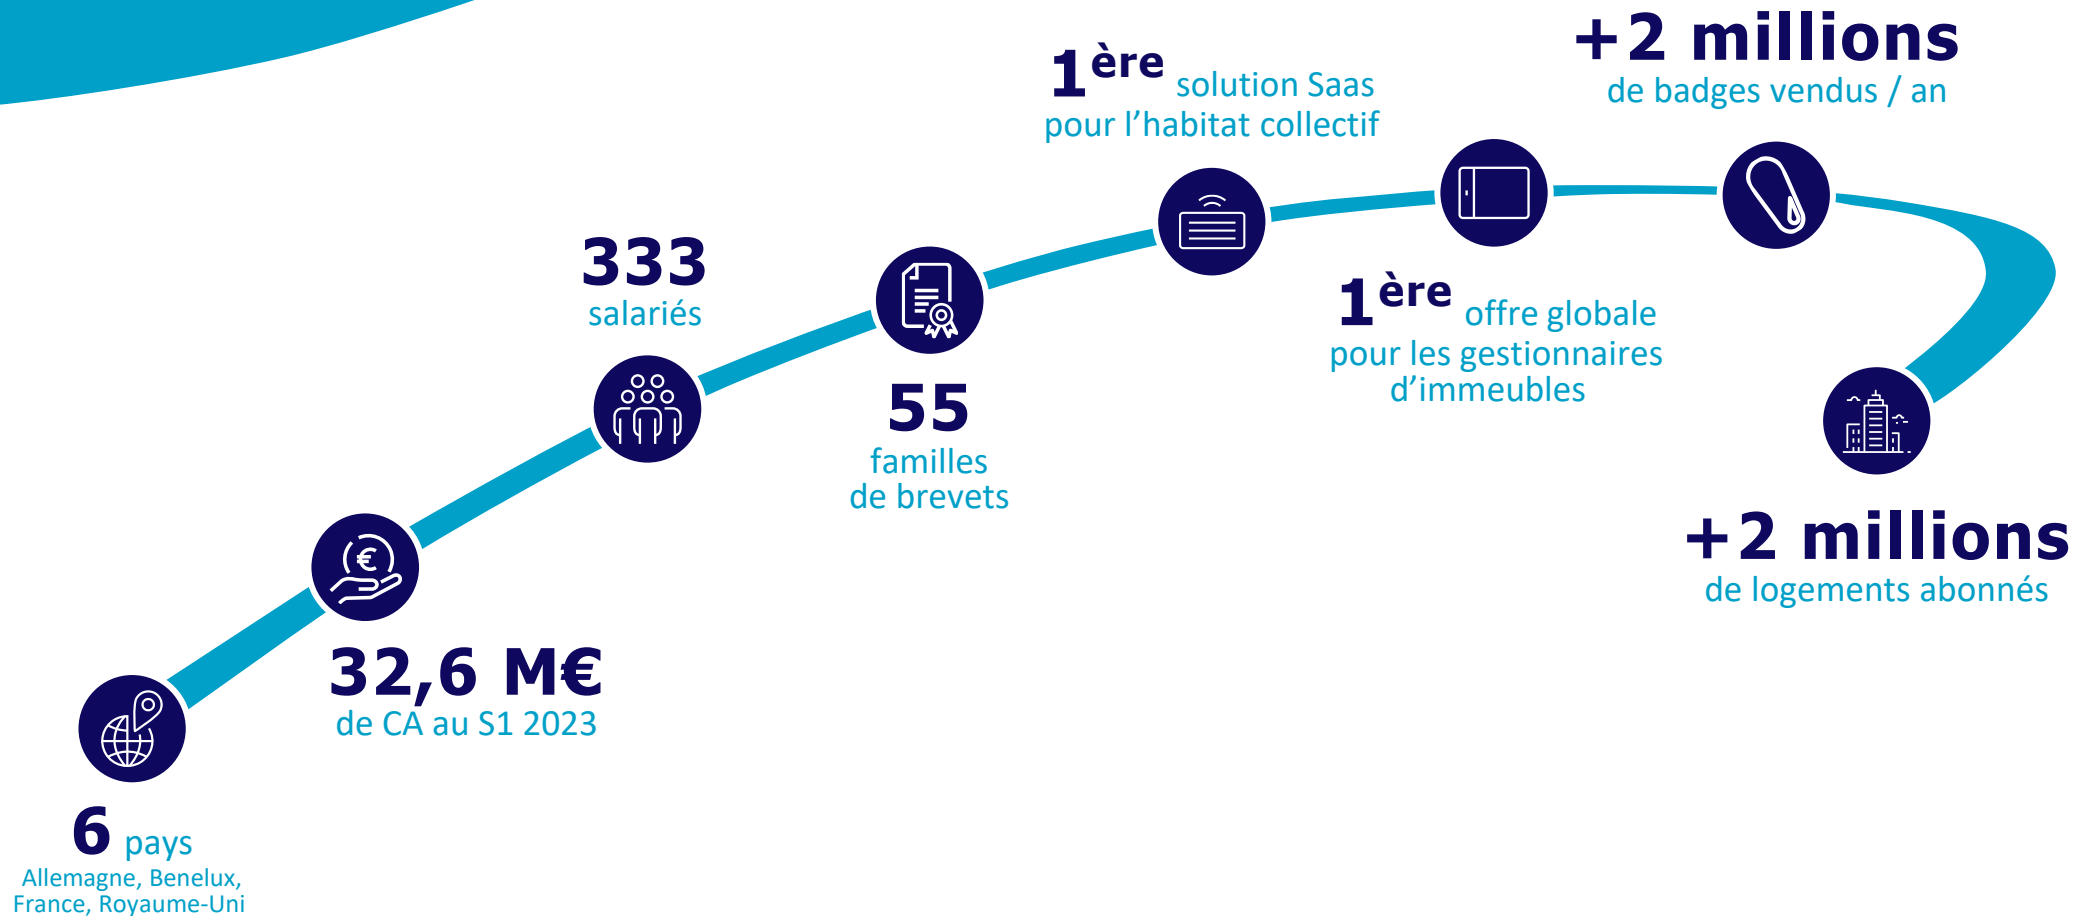 6 pays
Allemagne, Benelux,
France, Royaume-Uni
32,6 M€
de CA au S1 2023
333
salariés
55
familles
de brevets
1ère solution Saas
pour l’habitat collectif
1ère offre globale
pour les gestionnaires
d’immeubles
+2 millions
de badges vendus / an
+2 millions
de logements abonnés